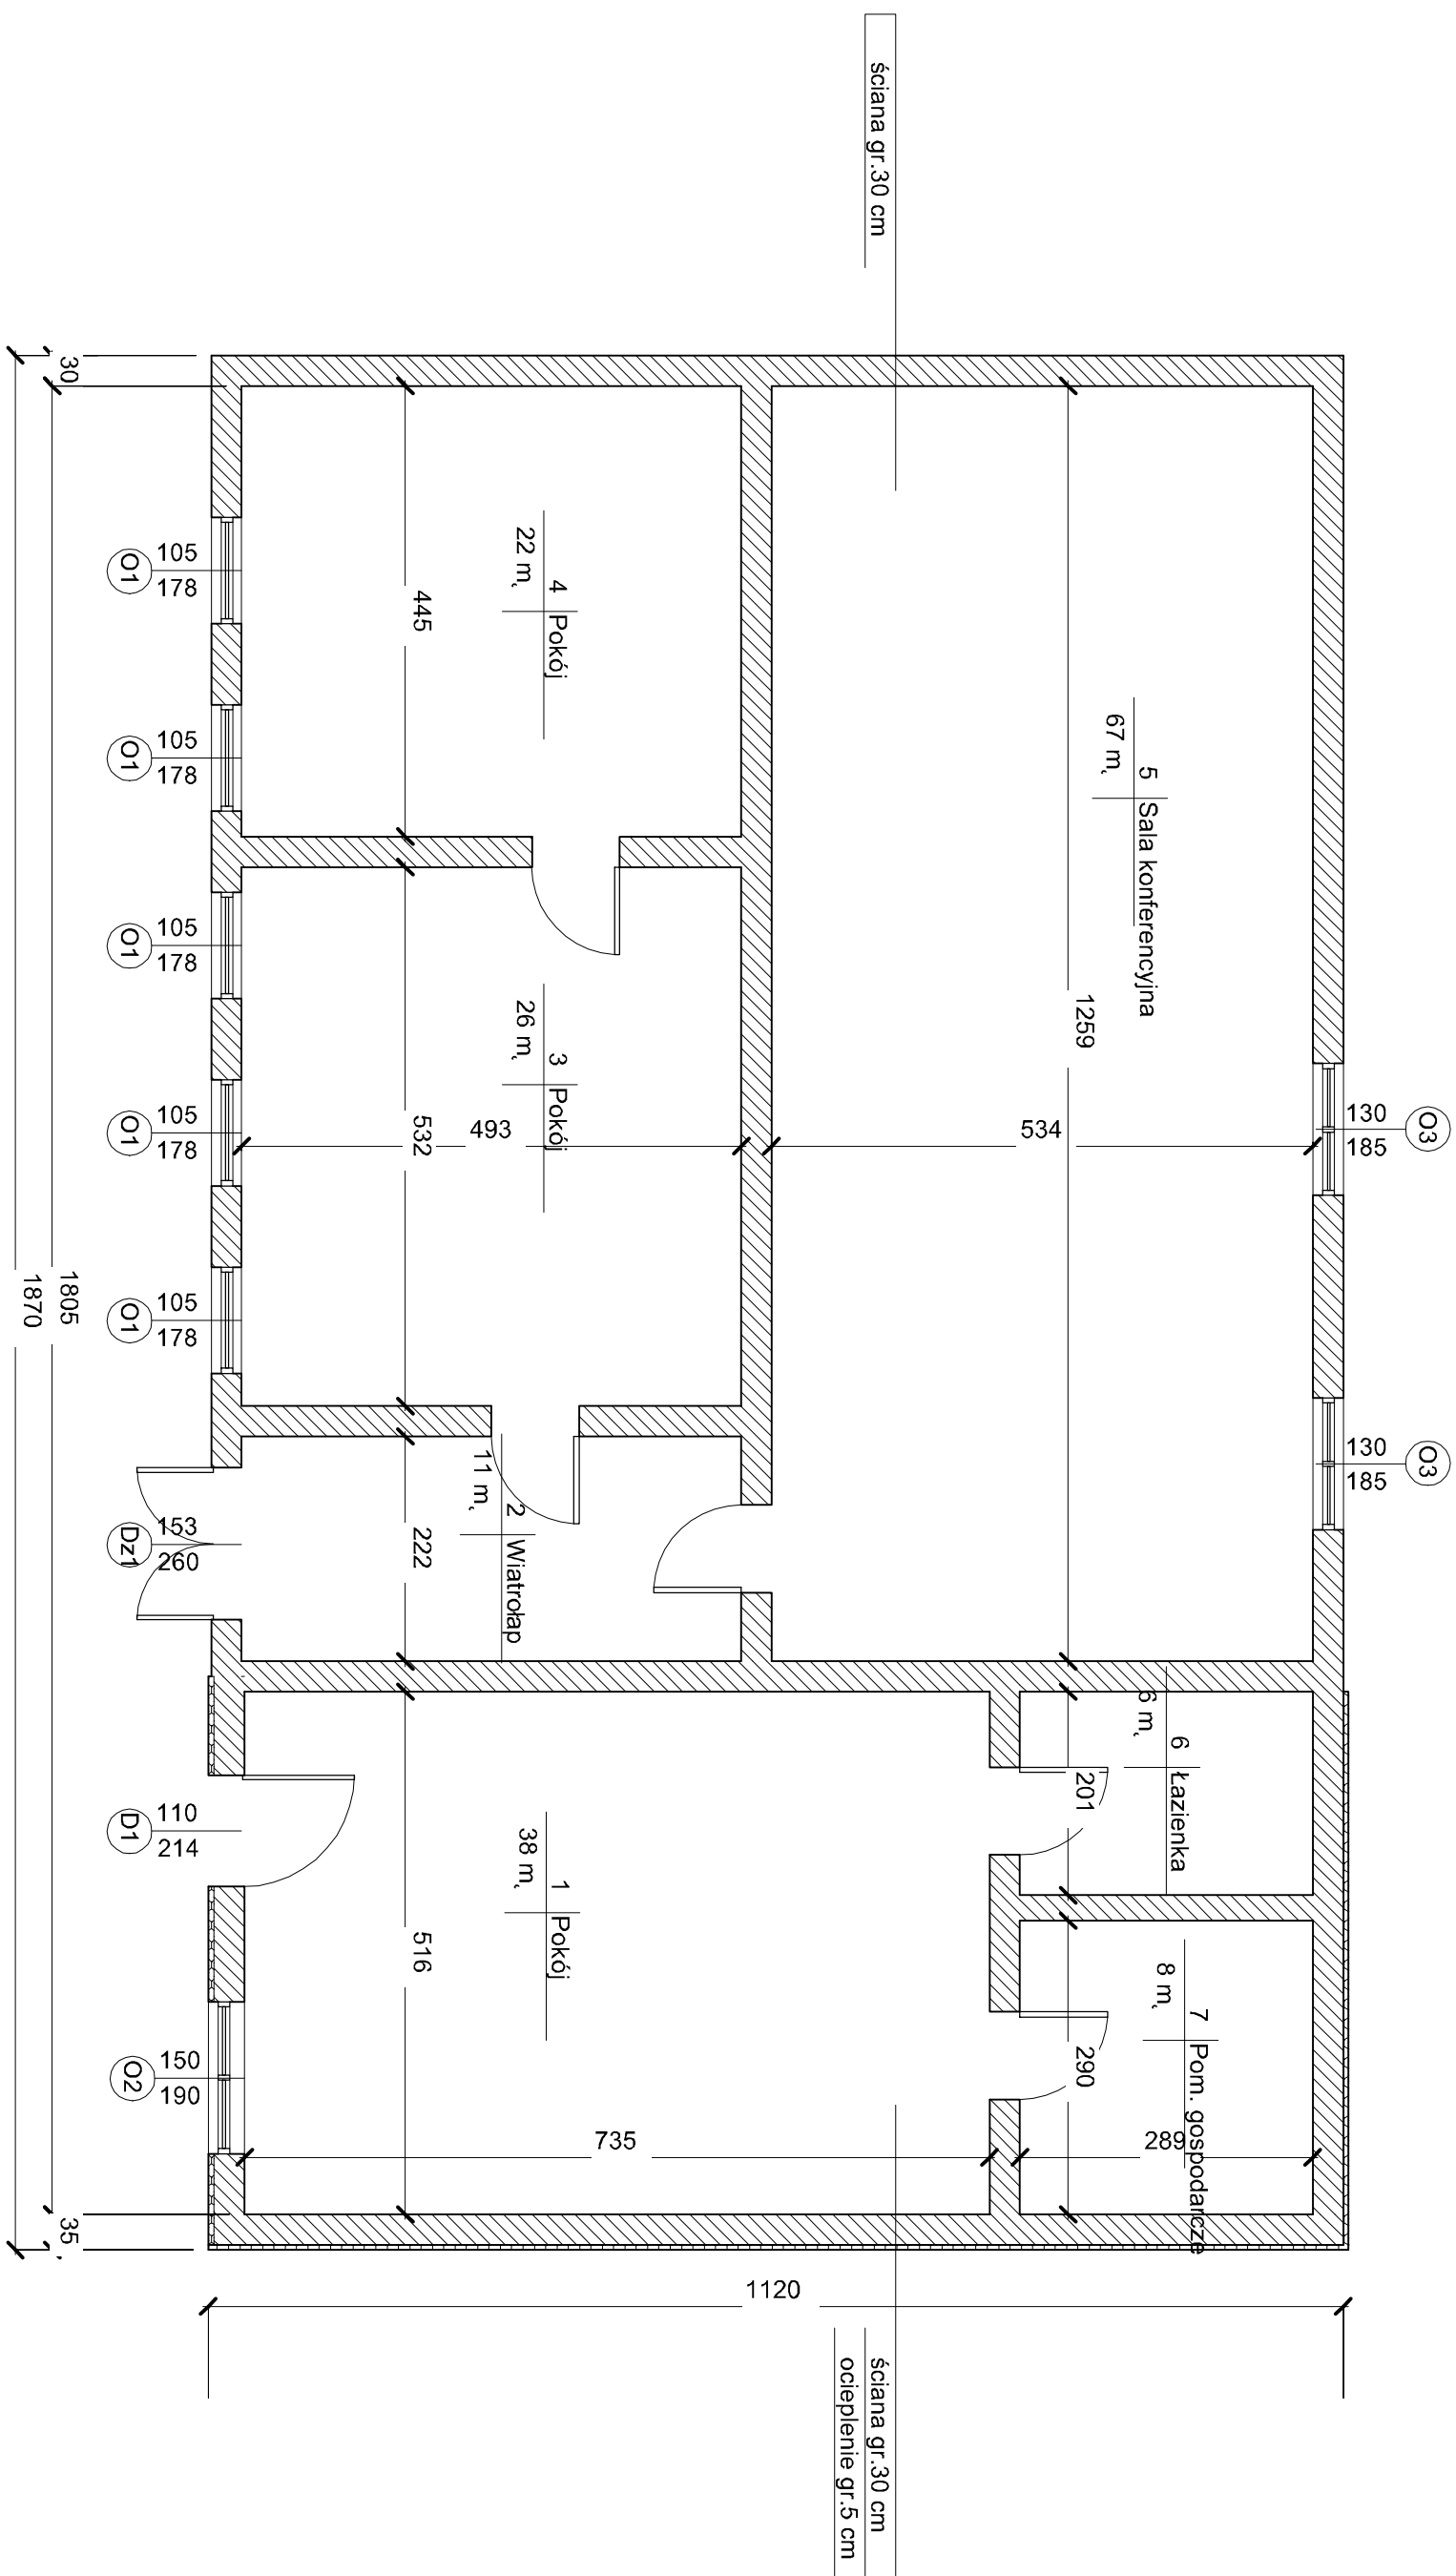 ściana gr.30 cm
5 Sala konferencyjna
67 m˛
4 Pokój
22 m˛
3 Pokój
26 m˛
2 Wiatrołap
11 m˛
6 Łazienka
6 m˛
7 Pom. gospodarcze
8 m˛
1 Pokój
38 m˛
1259
534
445
532
493
222
201
290
289
516
735
O3
130
185
O3
130
185
O1
105
178
O1
105
178
O1
105
178
O1
105
178
O1
105
178
Dz1
153
260
D1
110
214
O2
150
190
30
1805
35
1870
1120
ściana gr.30 cm
ocieplenie gr.5 cm